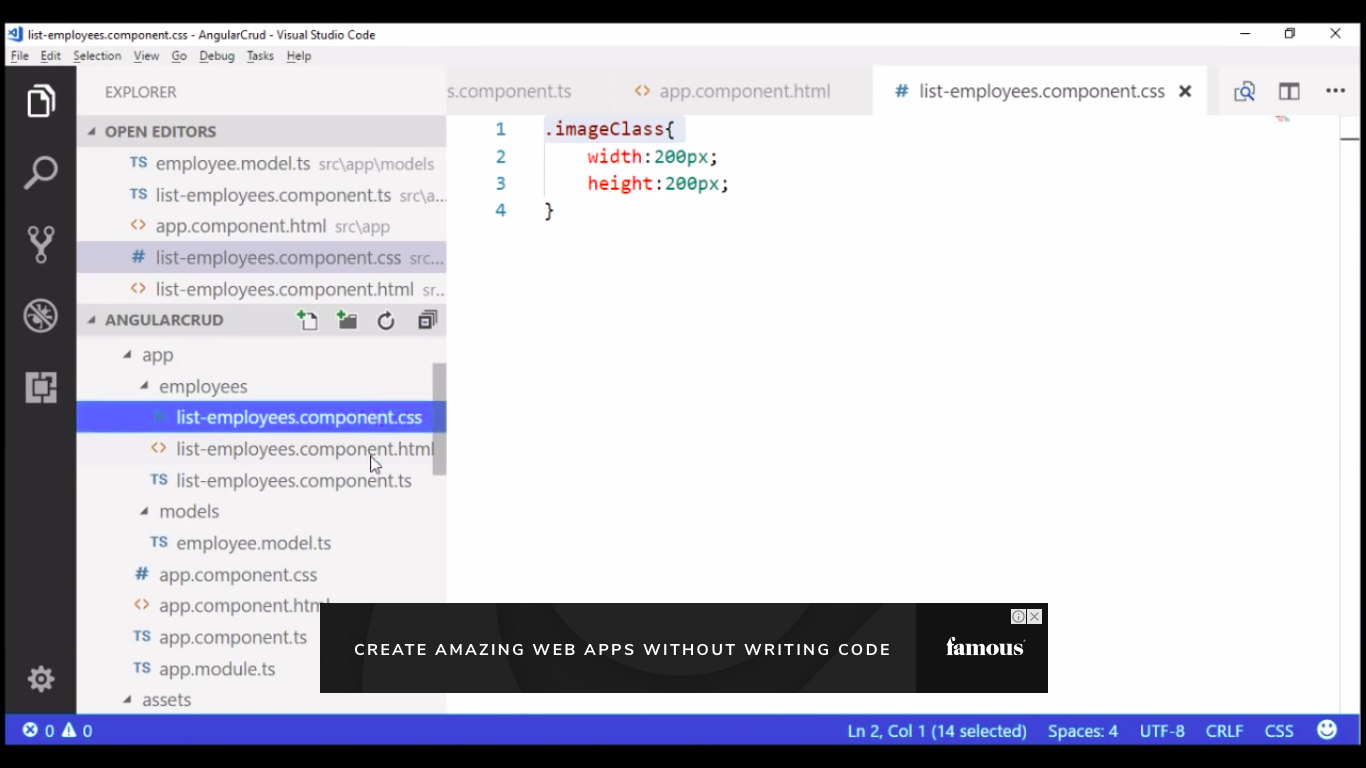 list-employees.component.css - AngularCrud - Visual Studio Code
File Edit Selection View Go Debug Tasks Help
EXPLORER
s.component.ts
<> app.component.html
# list-employees.component.css
OPEN EDITORS
TS employee.model.ts src\app\models
TS list-employees.component.ts src\a...
<> app.component.html src\app
# list-employees.component.css src...
<> list-employees.component.html sr...
ANGULARCRUD
app
employees
# list-employees.component.css
<> list-employees.component.html
TS list-employees.component.ts
models
TS employee.model.ts
# app.component.css
<> app.component.html
TS app.component.ts
TS app.module.ts
assets
1 .imageClass{
2 width:200px;
3 height:200px;
4 }
CREATE AMAZING WEB APPS WITHOUT WRITING CODE
famous
0 0 Ln 2, Col 1 (14 selected) Spaces: 4 UTF-8 CRLF CSS